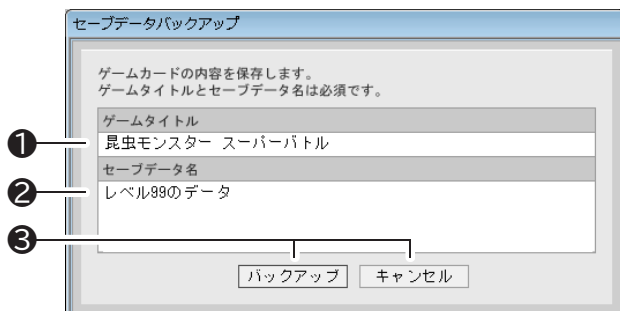 セーブデータバックアップ
ゲームカードの内容を保存します。
ゲームタイトルとセーブデータ名は必須です。
ゲームタイトル
❶
昆虫モンスター スーパーバトル
セーブデータ名
❷
レベル99のデータ
❸
バックアップ キャンセル